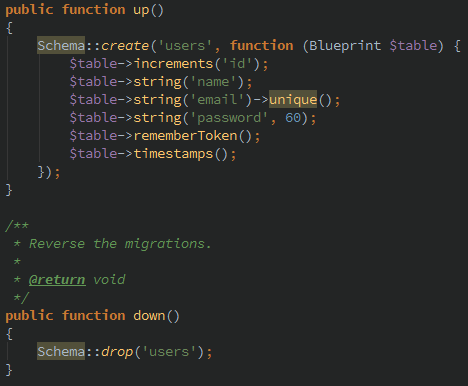 public function up()
{
    Schema::create('users', function (Blueprint $table) {
        $table->increments('id');
        $table->string('name');
        $table->string('email')->unique();
        $table->string('password', 60);
        $table->rememberToken();
        $table->timestamps();
    });
}

/**
 * Reverse the migrations.
 *
 * @return void
 */
public function down()
{
    Schema::drop('users');
}